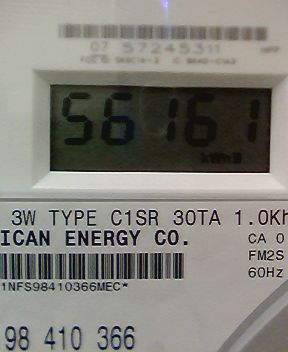 07 57245311
56161
kWh
3W TYPE C1SR 30TA 1.0Kh
ICAN ENERGY CO.
CA 0
FM2S
60Hz
1NFS98410366MEC*
98 410 366